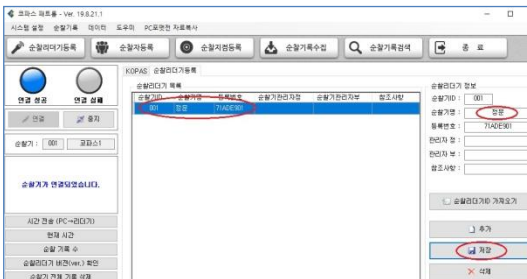 코파스 패트롤 - Ver. 19.8.21.1
시스템 설정 순찰기록 데이터 도우미 PC포맷전 자료복사
순찰리더기등록 순찰자등록 순찰지점등록 순찰기록수집 순찰기록검색 종 료
KOPAS 순찰리더기등록
연결 성공 연결 실패
연결 중지
순찰기 : 001 코파스1
순찰기가 연결되었습니다.
시간 전송 (PC→리더기)
현재 시간
순찰 기록 수
순찰리더기 버전(ver.) 확인
순찰기 전체 기록 삭제
순찰리더기 목록
순찰기ID 순찰기명 등록번호 순찰기관리자정 순찰기관리자부 참조사항
001 정문 71ADE901
순찰리더기 정보
순찰기ID : 001
순찰기명 : 정문
등록번호 : 71ADE901
관리자 정 :
관리자 부 :
참조사항 :
순찰리더기ID 가져오기
추가
저장
삭제